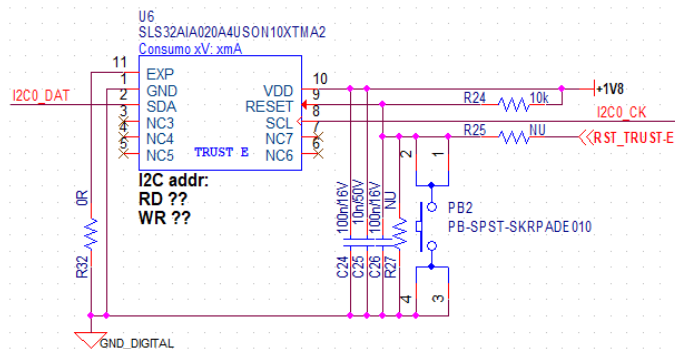 U6
SLS32AIA020A4USON10XTMA2
Consumo xV: xmA
11
EXP
1
GND
VDD
10
+1V8
I2C0_DAT
2
SDA
RESET
9
R24
10k
3
NC3
SCL
8
I2C0_CK
4
NC4
NC7
7
R25
NU
RST_TRUST-E
5
NC5
TRUST E
NC6
6
I2C addr:
RD ??
WR ??
0R
R32
100n/16V
C24
10n/50V
C25
100n/16V
C26
NU
R27
2
1
PB2
PB-SPST-SKRPADE010
4
3
GND_DIGITAL